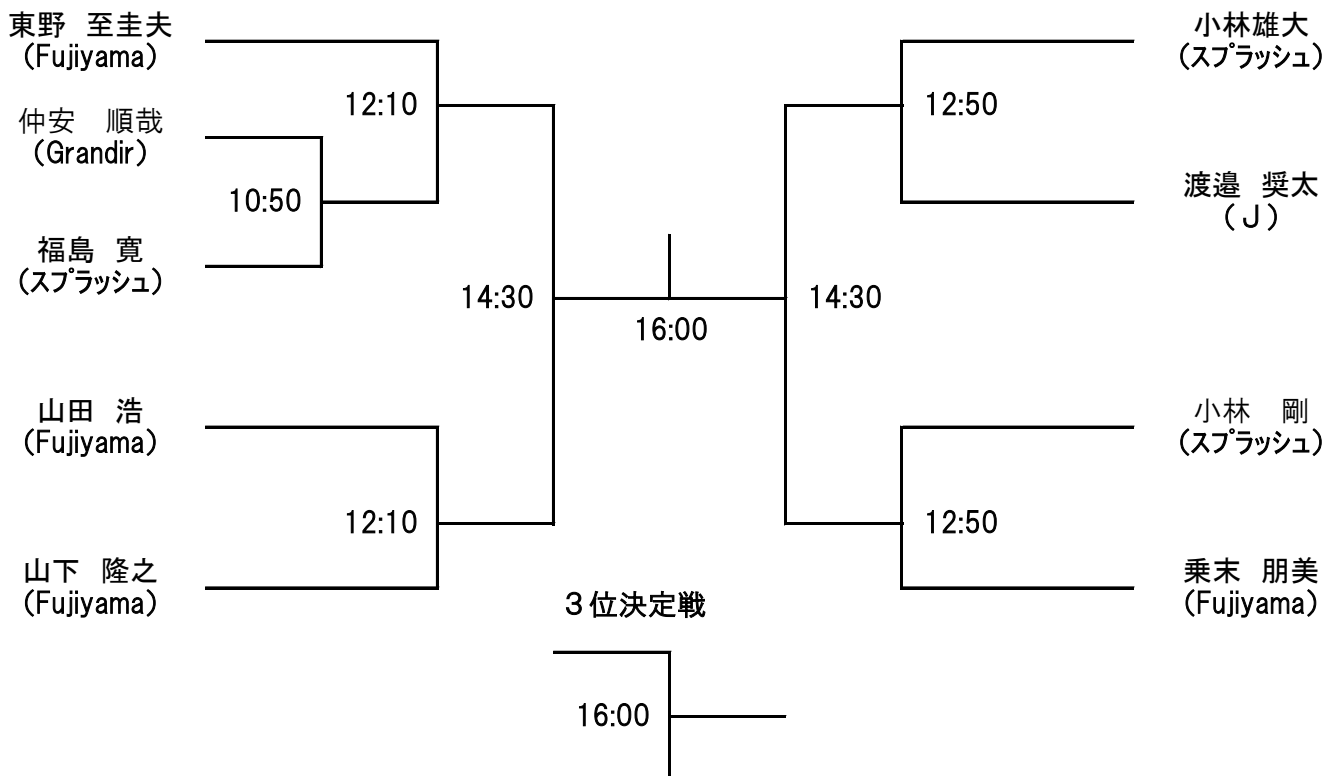 東野　至圭夫
(Fujiyama)
12:10
仲安　順哉
(Grandir)
10:50
福島　寛
(スプラッシュ)
14:30
山田　浩
(Fujiyama)
12:10
山下　隆之
(Fujiyama)
16:00
小林雄大
(スプラッシュ)
12:50
渡邉　奨太
(Ｊ)
14:30
小林　剛
(スプラッシュ)
12:50
乗末　朋美
(Fujiyama)
３位決定戦
16:00